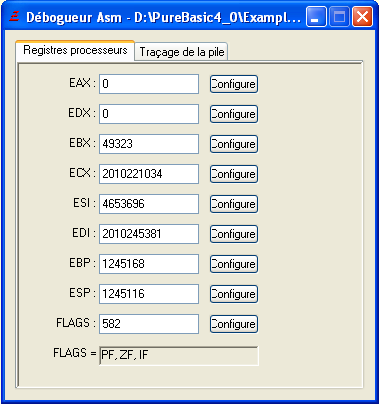 Débogueur Asm - D:\PureBasic4_0\Exampl...
Registres processeurs Traçage de la pile
EAX : 0 Configure
EDX : 0 Configure
EBX : 49323 Configure
ECX : 2010221034 Configure
ESI : 4653696 Configure
EDI : 2010245381 Configure
EBP : 1245168 Configure
ESP : 1245116 Configure
FLAGS : 582 Configure
FLAGS = PF, ZF, IF